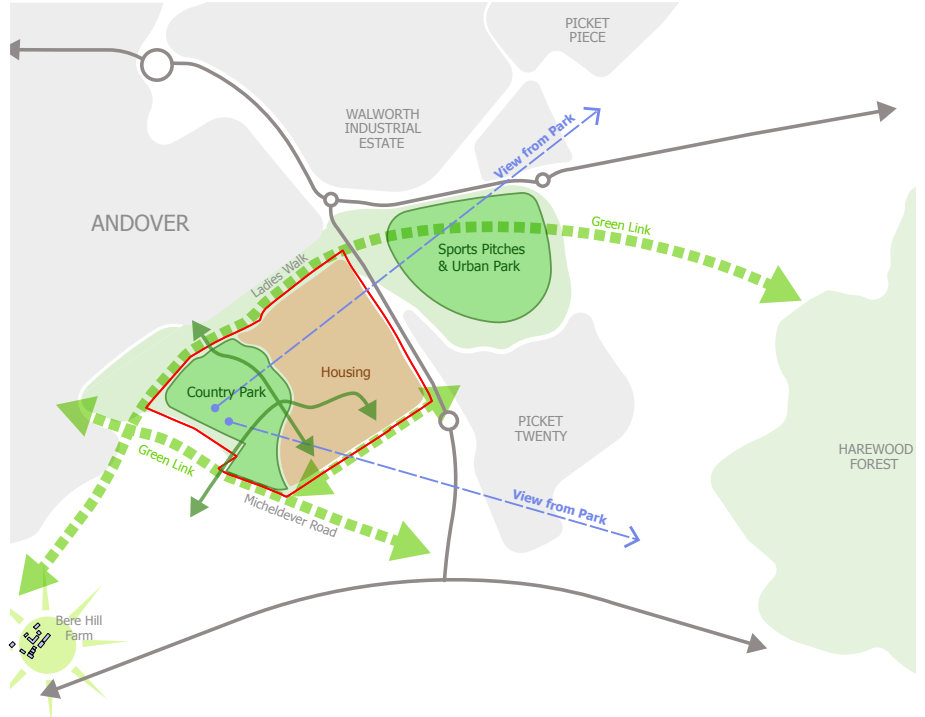 PICKET
PIECE
WALWORTH
INDUSTRIAL
ESTATE
View from Park
ANDOVER
Green Link
Sports Pitches
& Urban Park
Ladies Walk
Housing
Country Park
PICKET
TWENTY
HAREWOOD
FOREST
Green Link
Micheldever Road
View from Park
Bere Hill
Farm